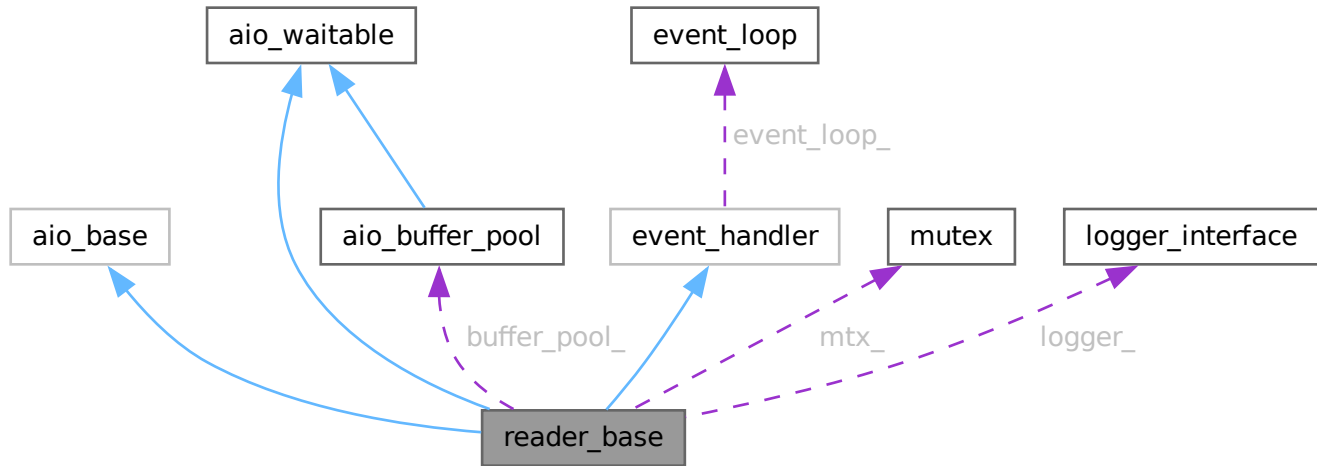 aio_waitable
event_loop
event_loop_
aio_base
aio_buffer_pool
event_handler
mutex
logger_interface
buffer_pool_
mtx_
logger_
reader_base